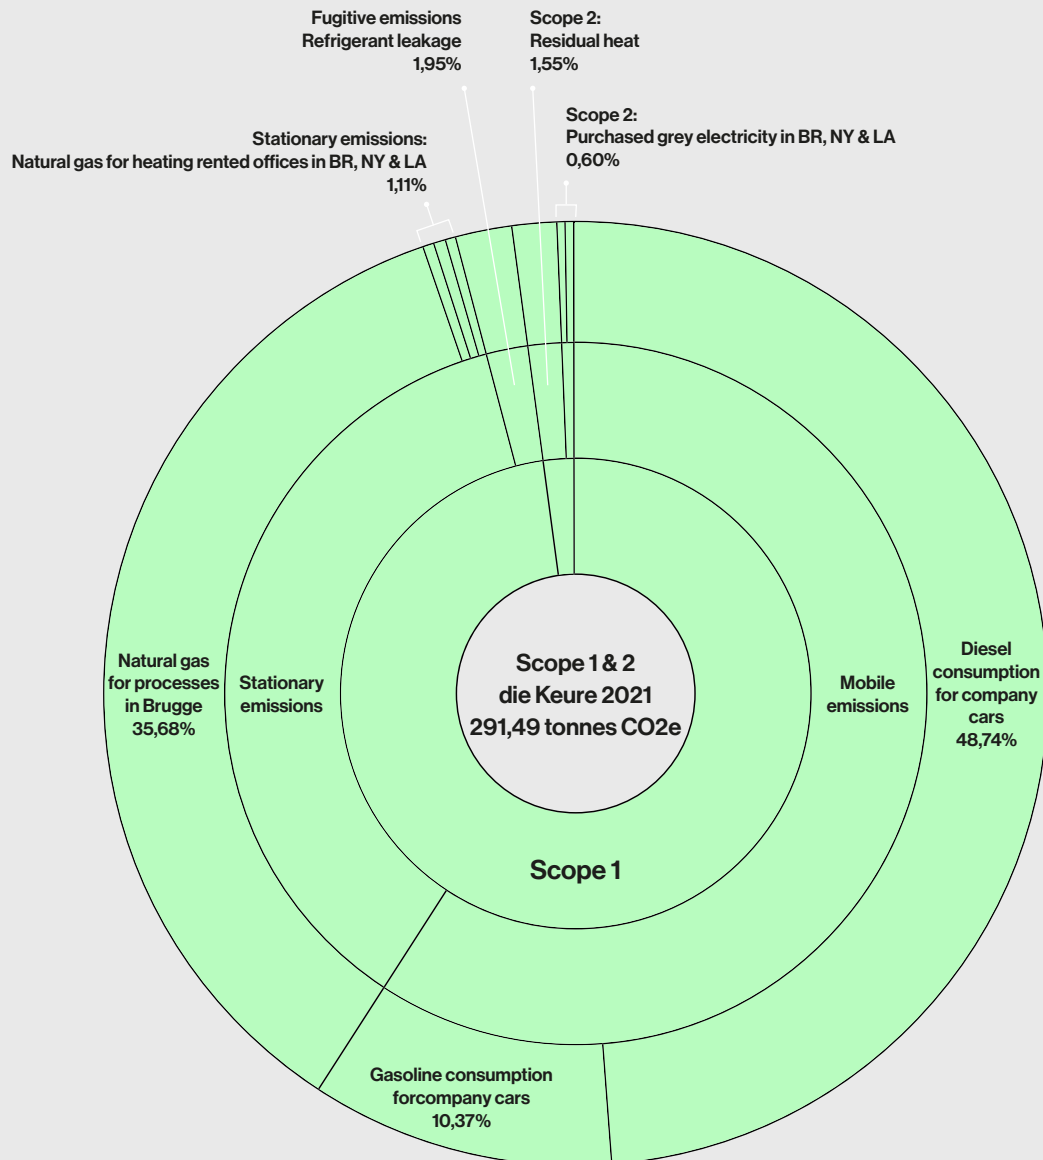 Fugitive emissions
Refrigerant leakage
1,95%
Scope 2:
Residual heat
1,55%
Scope 2:
Purchased grey electricity in BR, NY & LA
0,60%
Stationary emissions:
Natural gas for heating rented offices in BR, NY & LA
1,11%
Natural gas
for processes
in Brugge
35,68%
Stationary
emissions
Scope 1 & 2
die Keure 2021
291,49 tonnes CO2e
Mobile
emissions
Diesel
consumption
for company
cars
48,74%
Scope 1
Gasoline consumption
forcompany cars
10,37%